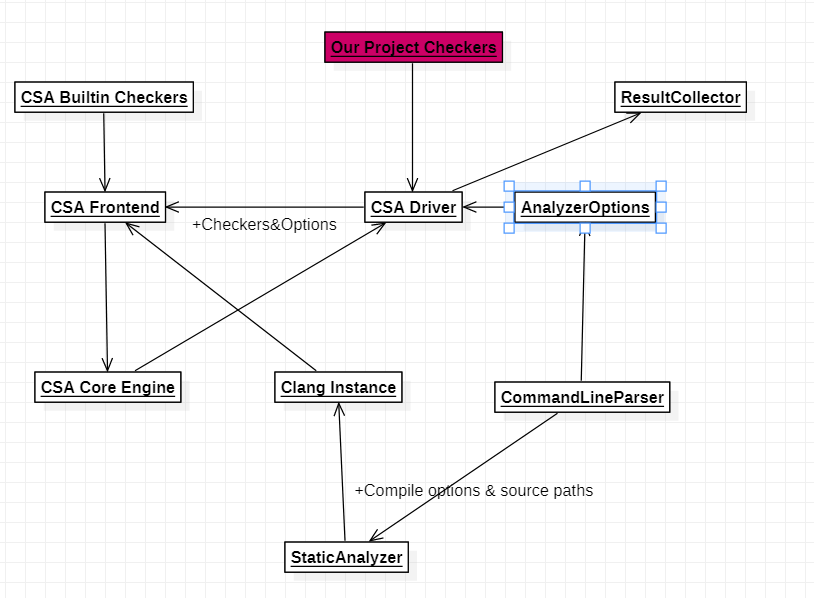 Our Project Checkers
CSA Builtin Checkers
ResultCollector
CSA Frontend
CSA Driver
AnalyzerOptions
+Checkers&Options
CSA Core Engine
Clang Instance
CommandLineParser
+Compile options & source paths
StaticAnalyzer